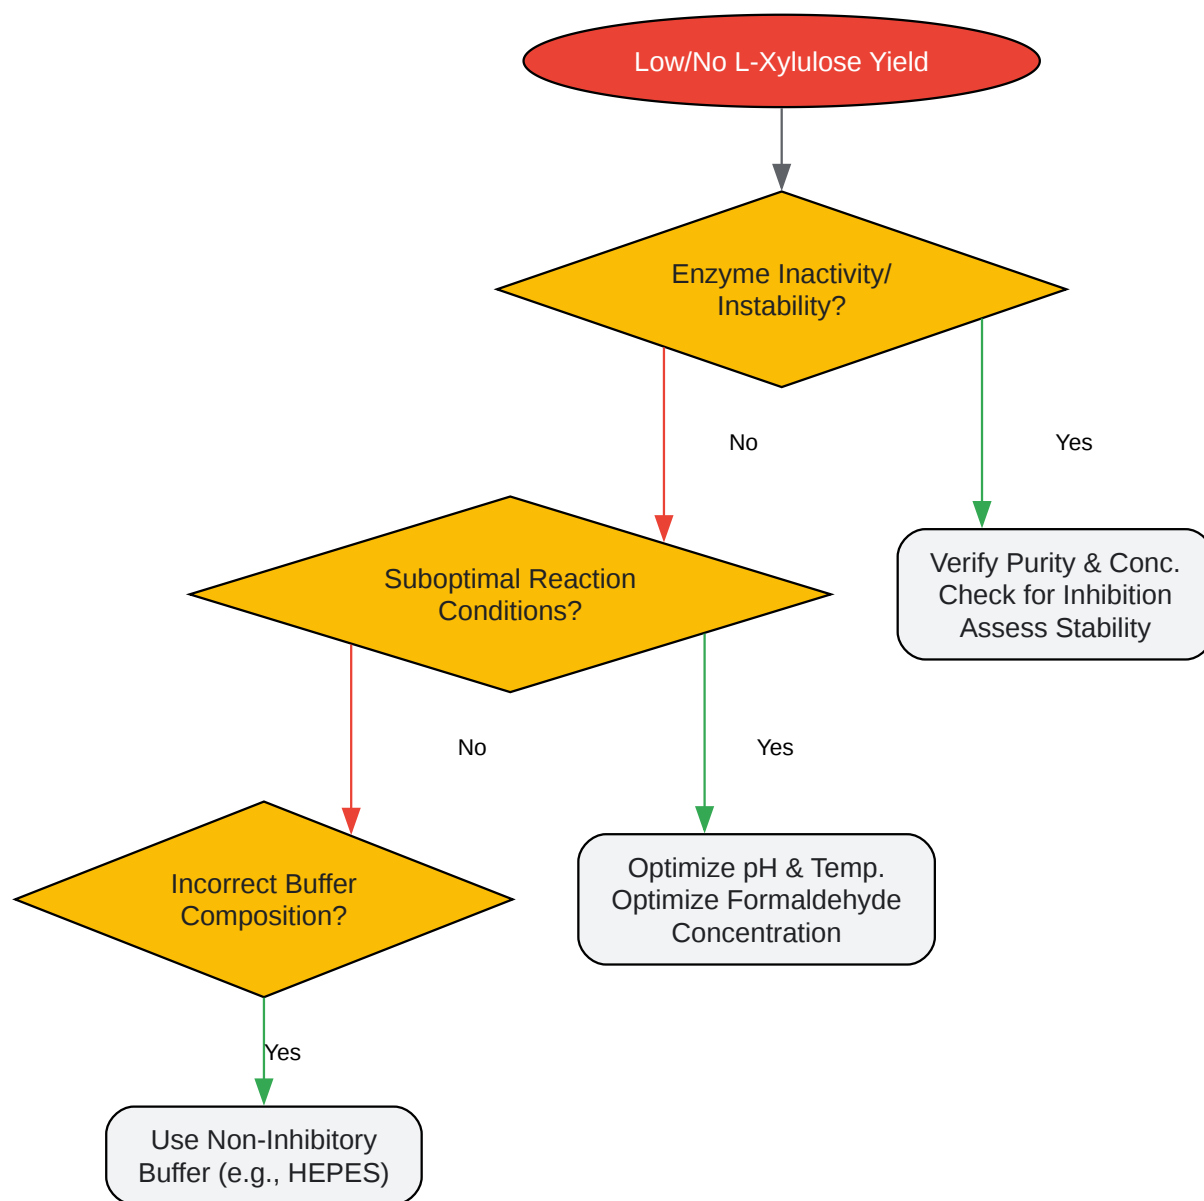 Low/No L-Xylulose Yield
Enzyme Inactivity/
Instability?
No
Yes
Suboptimal Reaction
Conditions?
Verify Purity & Conc.
Check for Inhibition
Assess Stability
No
Yes
Incorrect Buffer
Composition?
Optimize pH & Temp.
Optimize Formaldehyde
Concentration
Yes
Use Non-Inhibitory
Buffer (e.g., HEPES)